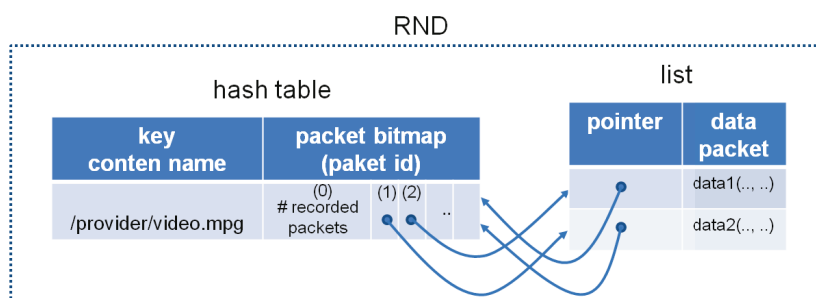 RND
hash table
list
key
conten name
packet bitmap
(paket id)
pointer
data
packet
/provider/video.mpg
(0)
# recorded
packets
(1) (2)
..
data1(.., ..)
data2(.., ..)